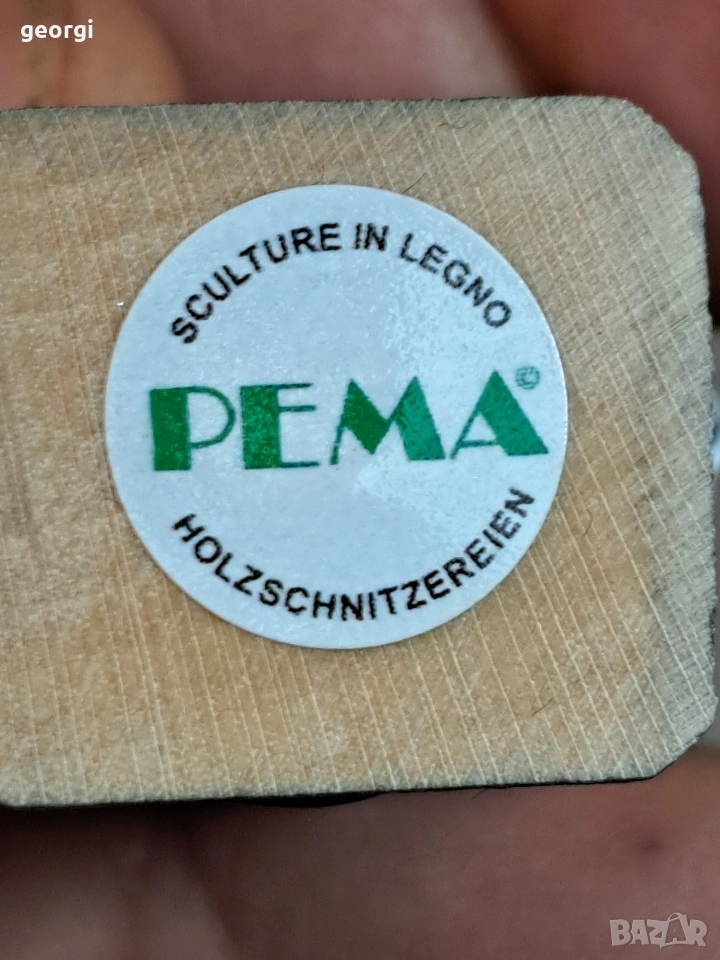 georgi
SCULTURE IN LEGNO
PEMA©
HOLZSCHNITZEREIEN
BAZAR